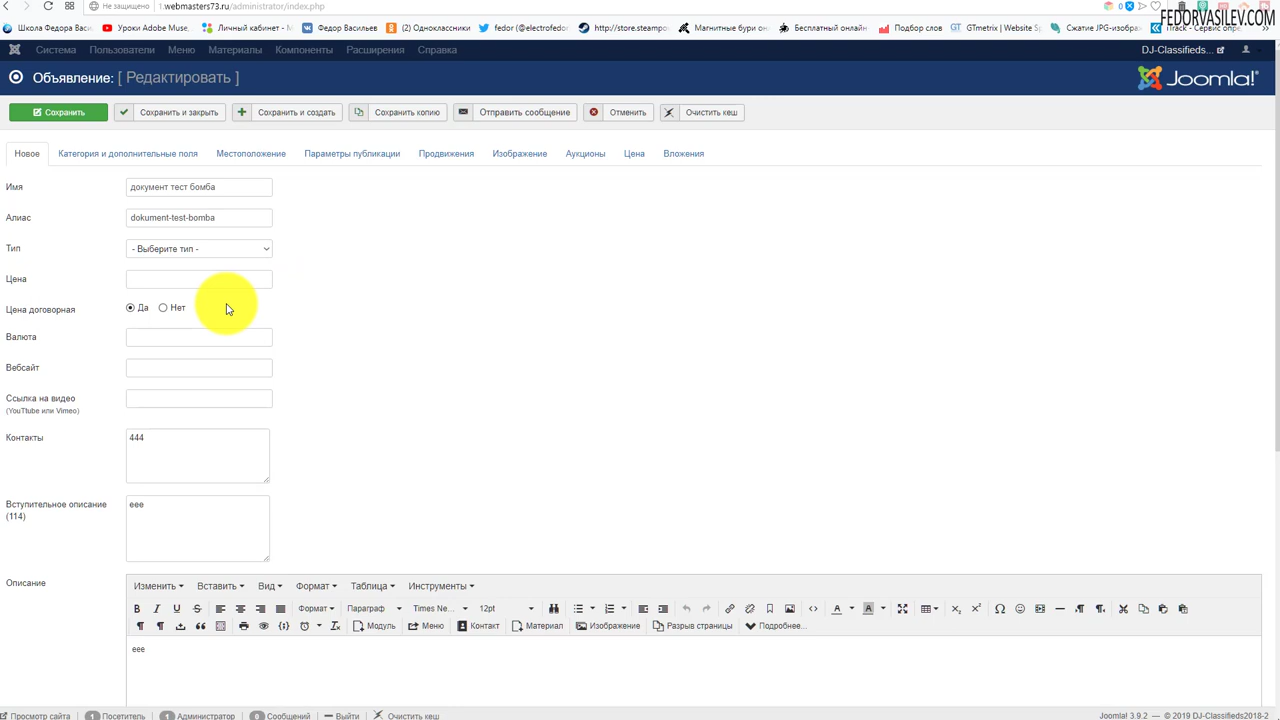 Не защищено
1.webmasters73.ru/administrator/index.php
FEDORVASILEV.COM
Школа Федора Васи.
Уроки Adobe Muse,
Личный кабинет -
Федор Васильев
Одноклассники
fedor (@electrofedo
http://store.steampo
Магнитные бури он
Бесплатный онлайн
Подбор слов
GTmetrix | Website S
Сжатие JPG-изобра
iTrack - Сервис опре
Система Пользователи Меню Материалы Компоненты Расширения Справка
DJ-Classifieds...
Объявление: [ Редактировать ]
Joomla!®
Сохранить Сохранить и закрыть Сохранить и создать Сохранить копию Отправить сообщение Отменить Очистить кеш
Новое Категория и дополнительные поля Местоположение Параметры публикации Продвижения Изображение Аукционы Цена Вложения
Имя документ тест бомба
Алиас dokument-test-bomba
Тип - Выберите тип -
Цена
Цена договорная Да Нет
Валюта
Вебсайт
Ссылка на видео
(YouTtube или Vimeo)
Контакты 444
Вступительное описание eee
(114)
Описание
Изменить Вставить Вид Формат Таблица Инструменты
Формат Параграф Times Ne... 12pt
Модуль Меню Контакт Материал Изображение Разрыв страницы Подробнее...
eee
Просмотр сайта 1 Посетитель 1 Администратор 0 Сообщений Выйти Очистить кеш
Joomla! 3.9.2 — © 2019 DJ-Classifieds2018-2